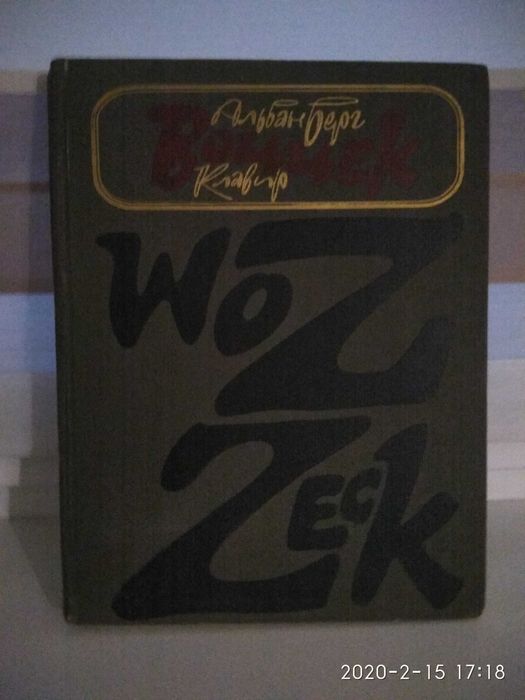 Альбан Берг
Воццек
Клавир
WOZ
ZECK
2020-2-15 17:18